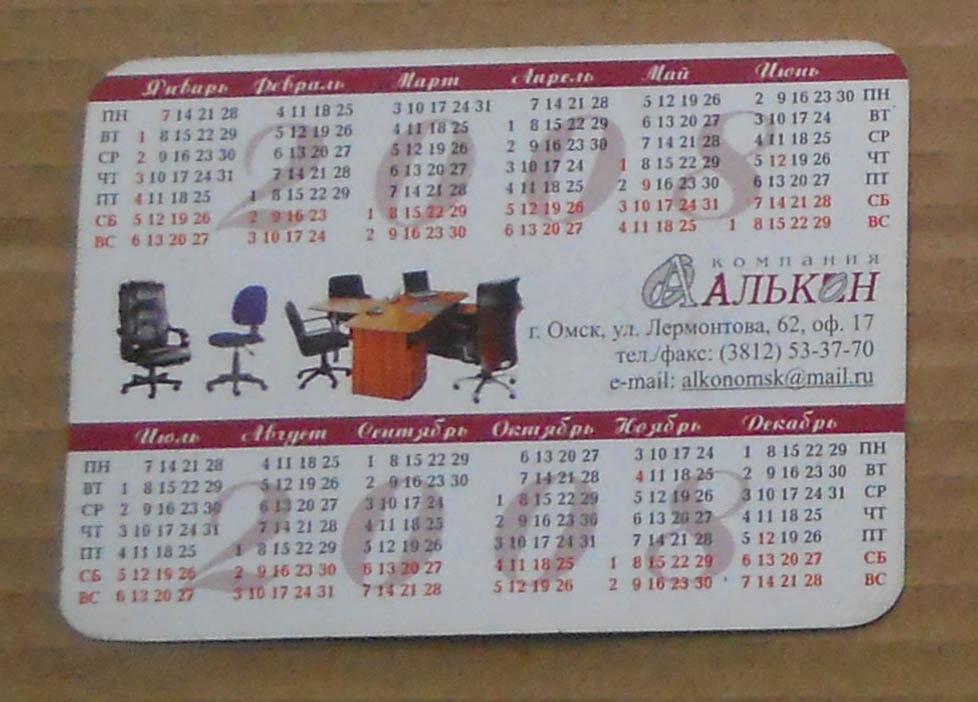 Январь Февраль Март Апрель Май Июнь
ПН 7 14 21 28 4 11 18 25 3 10 17 24 31 7 14 21 28 5 12 19 26 2 9 16 23 30 ПН
ВТ 1 8 15 22 29 5 12 19 26 4 11 18 25 1 8 15 22 29 6 13 20 27 3 10 17 24 ВТ
СР 2 9 16 23 30 6 13 20 27 5 12 19 26 2 9 16 23 30 7 14 21 28 4 11 18 25 СР
ЧТ 3 10 17 24 31 7 14 21 28 6 13 20 27 3 10 17 24 1 8 15 22 29 5 12 19 26 ЧТ
ПТ 4 11 18 25 1 8 15 22 29 7 14 21 28 4 11 18 25 2 9 16 23 30 6 13 20 27 ПТ
СБ 5 12 19 26 2 9 16 23 1 8 15 22 29 5 12 19 26 3 10 17 24 31 7 14 21 28 СБ
ВС 6 13 20 27 3 10 17 24 2 9 16 23 30 6 13 20 27 4 11 18 25 1 8 15 22 29 ВС
2008
компания
АЛЬКОН
г. Омск, ул. Лермонтова, 62, оф. 17
тел./факс: (3812) 53-37-70
e-mail: alkonomsk@mail.ru
Июль Август Сентябрь Октябрь Ноябрь Декабрь
ПН 7 14 21 28 4 11 18 25 1 8 15 22 29 6 13 20 27 3 10 17 24 1 8 15 22 29 ПН
ВТ 1 8 15 22 29 5 12 19 26 2 9 16 23 30 7 14 21 28 4 11 18 25 2 9 16 23 30 ВТ
СР 2 9 16 23 30 6 13 20 27 3 10 17 24 1 8 15 22 29 5 12 19 26 3 10 17 24 31 СР
ЧТ 3 10 17 24 31 7 14 21 28 4 11 18 25 2 9 16 23 30 6 13 20 27 4 11 18 25 ЧТ
ПТ 4 11 18 25 1 8 15 22 29 5 12 19 26 3 10 17 24 31 7 14 21 28 5 12 19 26 ПТ
СБ 5 12 19 26 2 9 16 23 30 6 13 20 27 4 11 18 25 1 8 15 22 29 6 13 20 27 СБ
ВС 6 13 20 27 3 10 17 24 31 7 14 21 28 5 12 19 26 2 9 16 23 30 7 14 21 28 ВС
2008